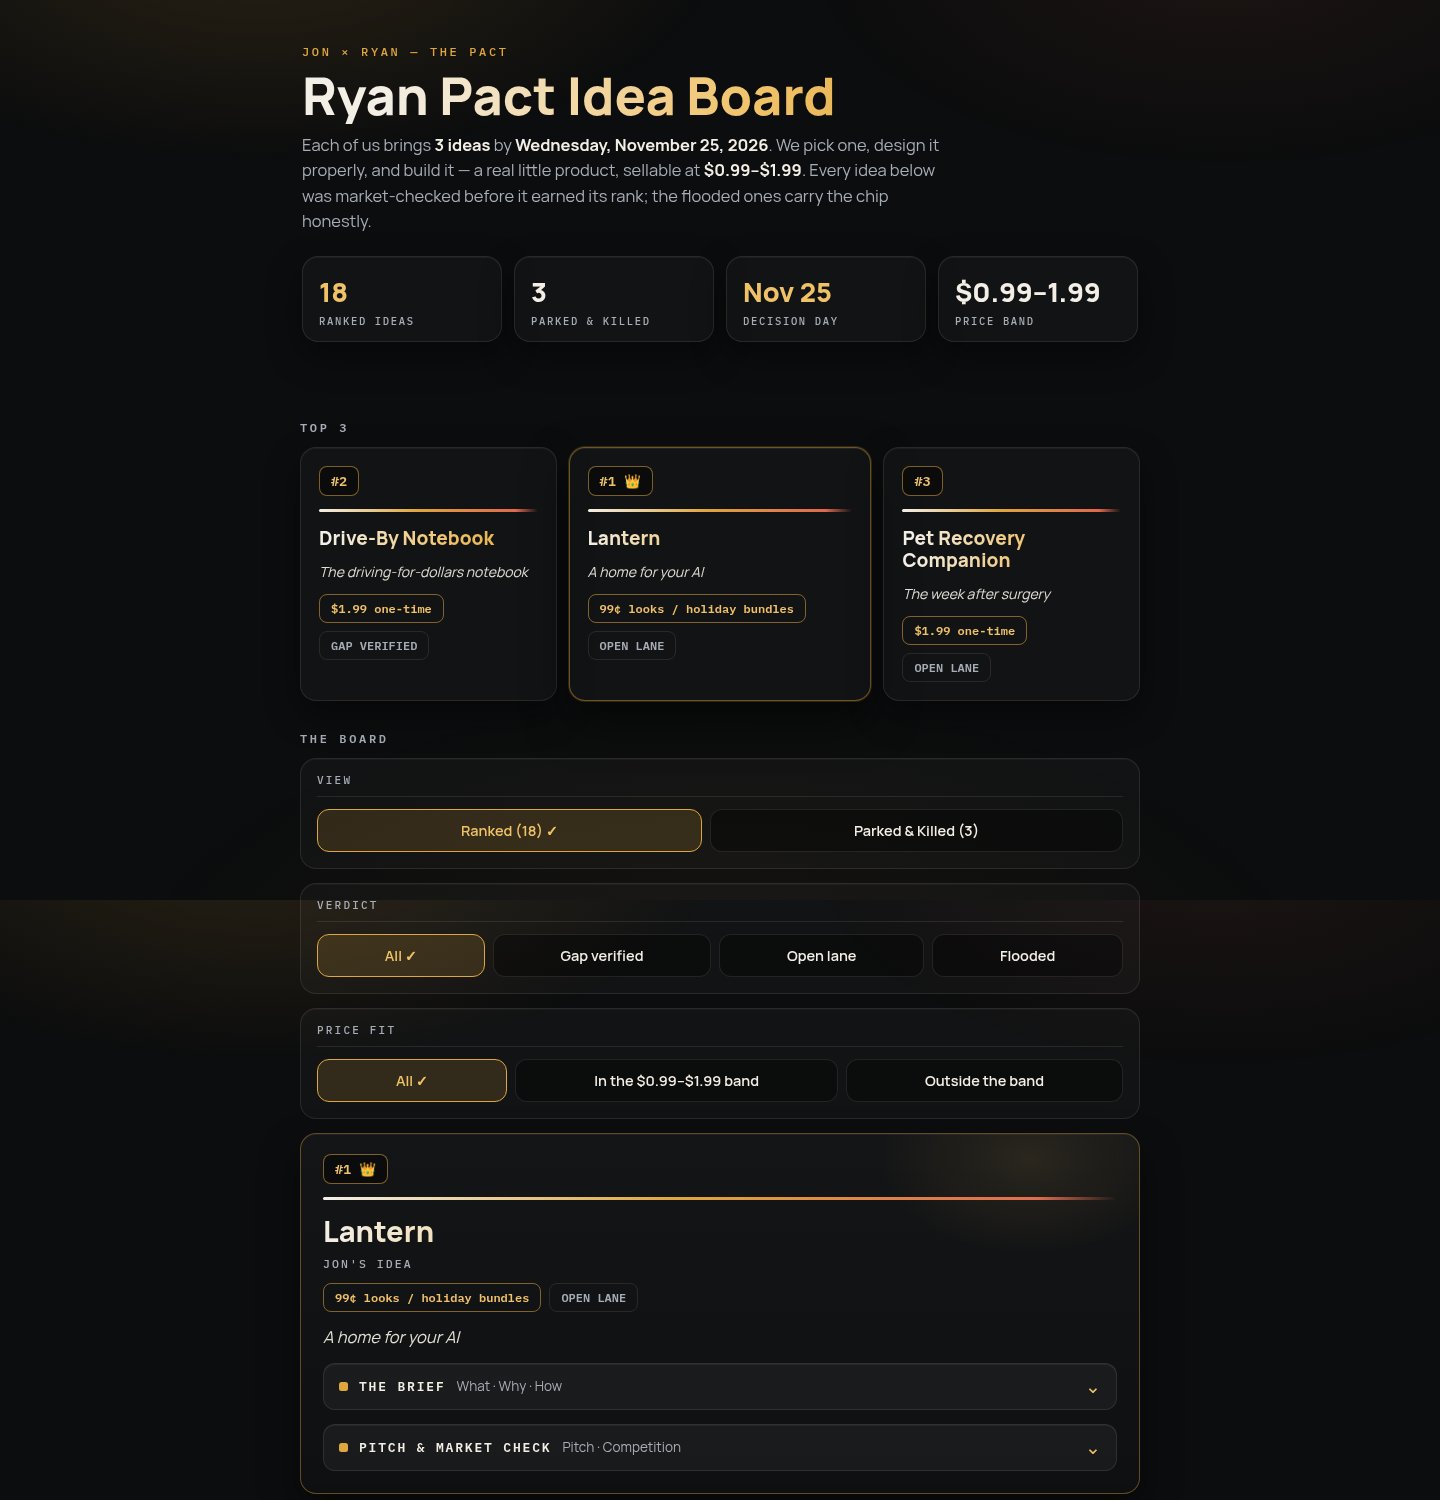 JON × RYAN — THE PACT
Ryan Pact Idea Board
Each of us brings 3 ideas by Wednesday, November 25, 2026. We pick one, design it
properly, and build it — a real little product, sellable at $0.99–$1.99. Every idea below
was market-checked before it earned its rank; the flooded ones carry the chip
honestly.
18
RANKED IDEAS
3
PARKED & KILLED
Nov 25
DECISION DAY
$0.99–1.99
PRICE BAND
TOP 3
#2
Drive-By Notebook
The driving-for-dollars notebook
$1.99 one-time
GAP VERIFIED
#1 👑
Lantern
A home for your AI
99¢ looks / holiday bundles
OPEN LANE
#3
Pet Recovery
Companion
The week after surgery
$1.99 one-time
OPEN LANE
THE BOARD
VIEW
Ranked (18) ✓
Parked & Killed (3)
VERDICT
All ✓
Gap verified
Open lane
Flooded
PRICE FIT
All ✓
In the $0.99–$1.99 band
Outside the band
#1 👑
Lantern
JON'S IDEA
99¢ looks / holiday bundles
OPEN LANE
A home for your AI
THE BRIEF What · Why · How
PITCH & MARKET CHECK Pitch · Competition